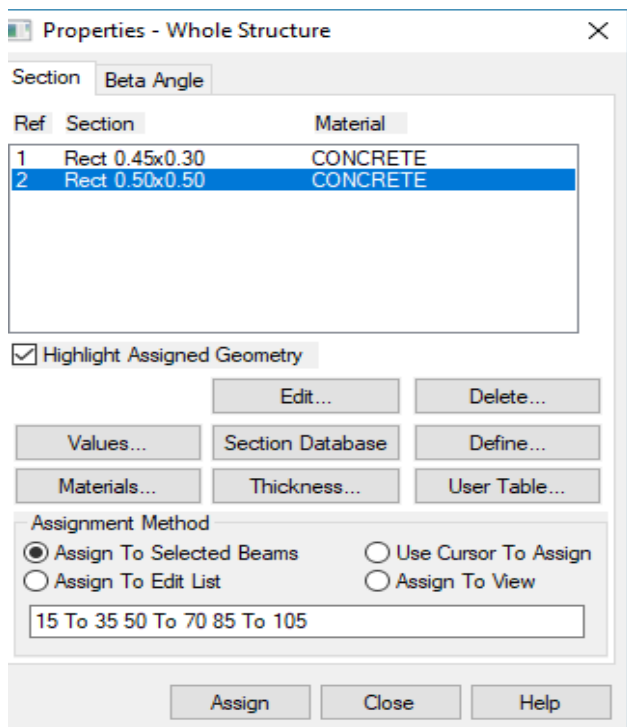 Properties - Whole Structure
Section Beta Angle
Ref Section Material
1 Rect 0.45x0.30 CONCRETE
2 Rect 0.50x0.50 CONCRETE
Highlight Assigned Geometry
Edit... Delete...
Values... Section Database Define...
Materials... Thickness... User Table...
Assignment Method
Assign To Selected Beams Use Cursor To Assign
Assign To Edit List Assign To View
15 To 35 50 To 70 85 To 105
Assign Close Help